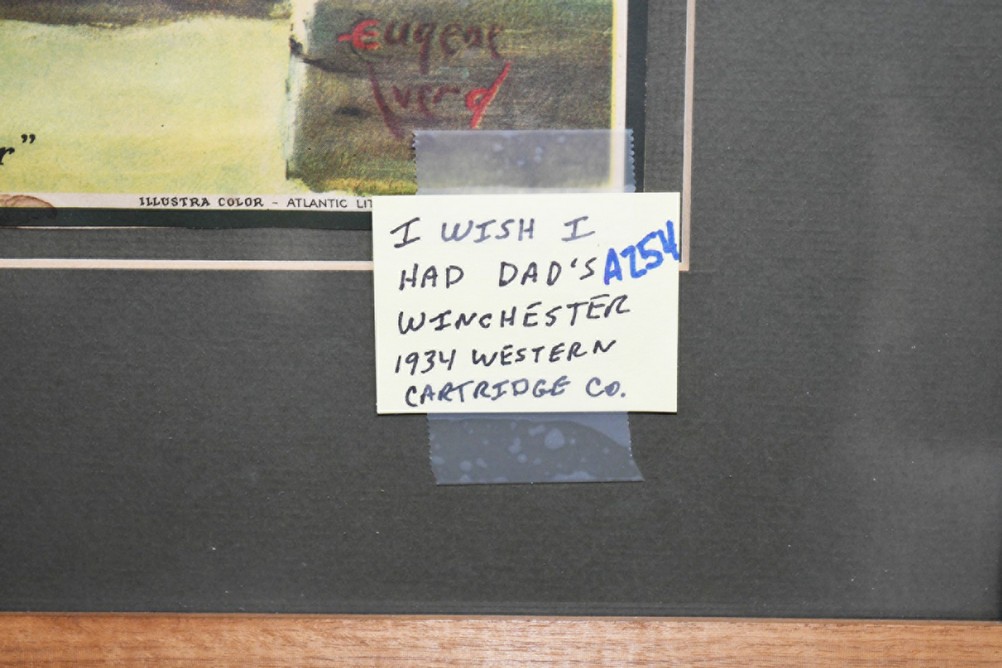 Eugene
Iverd
r”
ILLUSTRA COLOR - ATLANTIC LIT
I WISH I
HAD DAD'S A254
WINCHESTER
1934 WESTERN
CARTRIDGE CO.